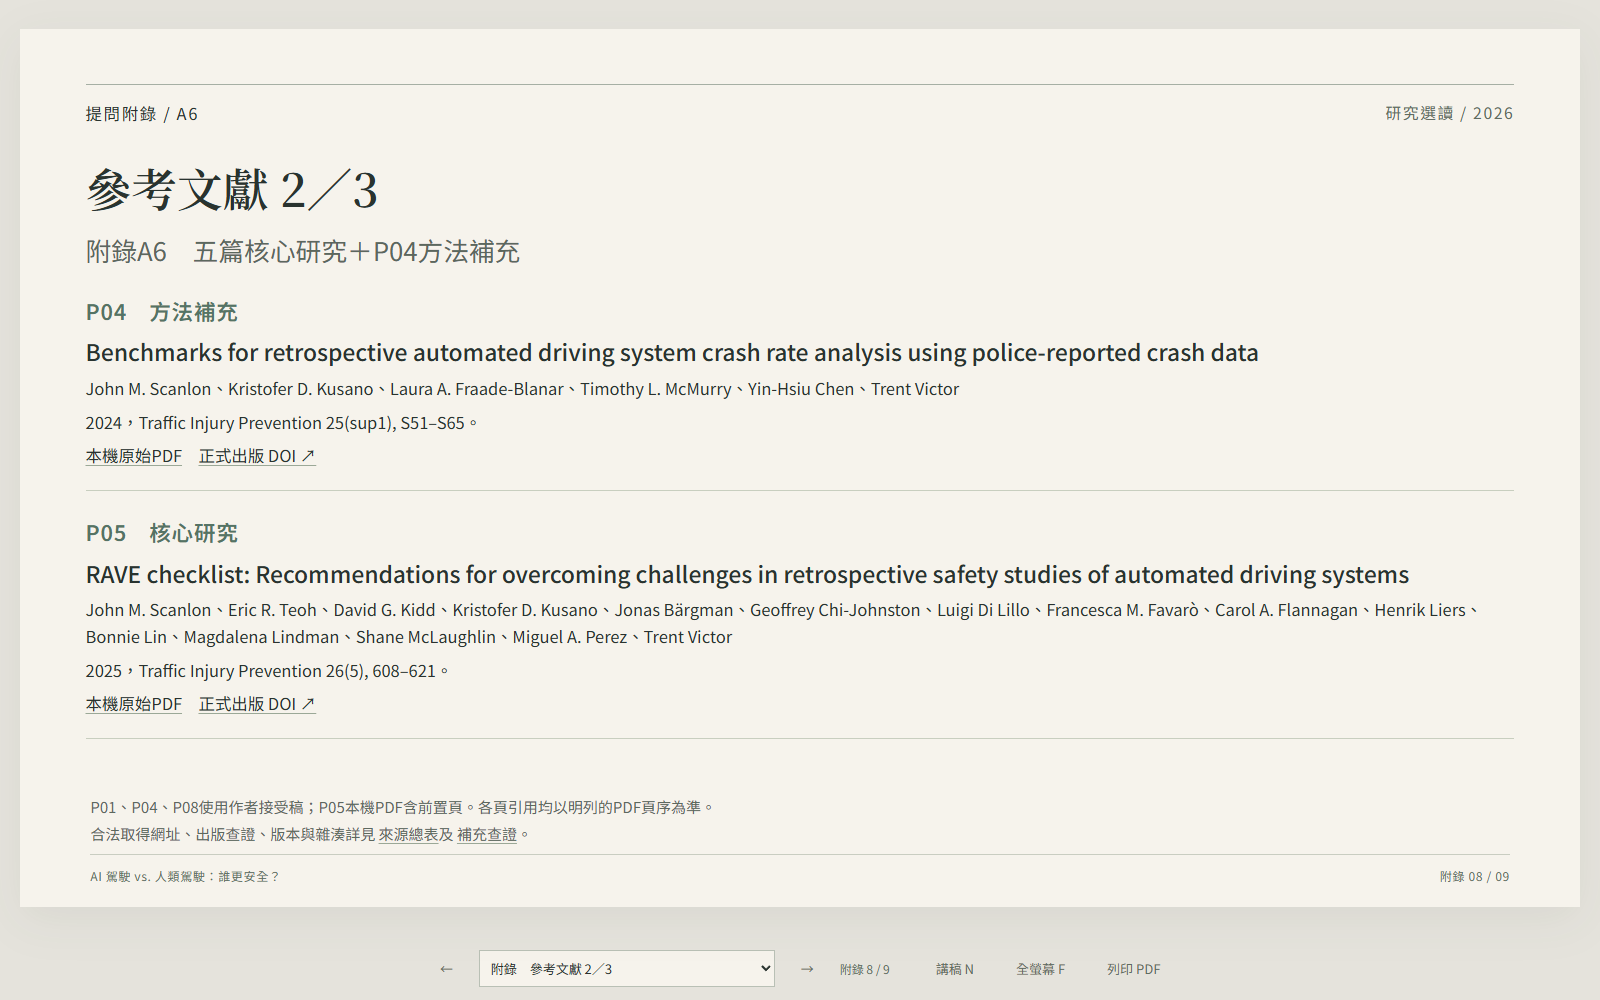 提問附錄 / A6
研究選讀 / 2026
參考文獻 2／3
附錄A6　五篇核心研究＋P04方法補充
P04　方法補充
Benchmarks for retrospective automated driving system crash rate analysis using police-reported crash data
John M. Scanlon、Kristofer D. Kusano、Laura A. Fraade-Blanar、Timothy L. McMurry、Yin-Hsiu Chen、Trent Victor
2024，Traffic Injury Prevention 25(sup1), S51–S65。
本機原始PDF　正式出版 DOI ↗
P05　核心研究
RAVE checklist: Recommendations for overcoming challenges in retrospective safety studies of automated driving systems
John M. Scanlon、Eric R. Teoh、David G. Kidd、Kristofer D. Kusano、Jonas Bärgman、Geoffrey Chi-Johnston、Luigi Di Lillo、Francesca M. Favarò、Carol A. Flannagan、Henrik Liers、
Bonnie Lin、Magdalena Lindman、Shane McLaughlin、Miguel A. Perez、Trent Victor
2025，Traffic Injury Prevention 26(5), 608–621。
本機原始PDF　正式出版 DOI ↗
P01、P04、P08使用作者接受稿；P05本機PDF含前置頁。各頁引用均以明列的PDF頁序為準。
合法取得網址、出版查證、版本與雜湊詳見 來源總表及 補充查證。
AI 駕駛 vs. 人類駕駛：誰更安全？
附錄 08 / 09
← 附錄　參考文獻 2／3 → 附錄 8 / 9 講稿 N 全螢幕 F 列印 PDF